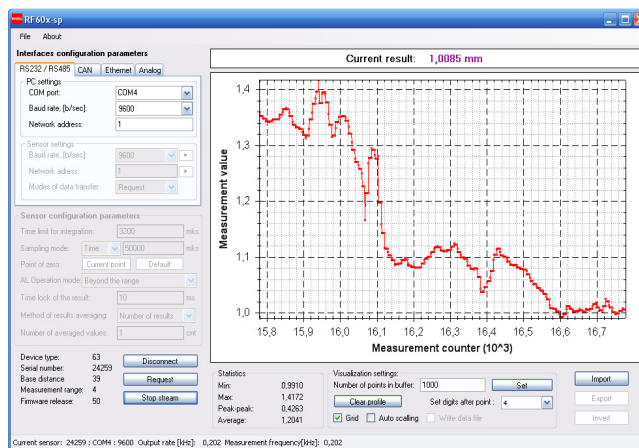 RF60x-sp
File About
Interfaces configuration parameters
RS232 / RS485 CAN Ethernet Analog
PC settings
COM port: COM4
Baud rate, [b/sec]: 9600
Network address: 1
Sensor settings
Baud rate, [b/sec]: 9600
Network adress: 1
Modes of data transfer: Request
Sensor configuration parameters
Time limit for integration: 3200 mks
Sampling mode: Time 50000 mks
Point of zero: Current point Default
AL Operation mode: Beyond the range
Time lock of the result: 10 ms
Method of results averaging: Number of results
Number of averaged values: 1 cnt
Device type: 63
Serial number: 24259
Base distance 39
Measurement range: 4
Firmware release: 50
Disconnect
Request
Stop stream
Current result: 1,0085 mm
Measurement value
1,4
1,3
1,2
1,1
1,0
15,8 15,9 16,0 16,1 16,2 16,3 16,4 16,5 16,6 16,7
Measurement counter (10^3)
Statistics
Min: 0,9910
Max: 1,4172
Peak-peak: 0,4263
Average: 1,2041
Visualization settings:
Number of points in buffer: 1000 Set
Clear profile Set digits after point: 4
Grid Auto scaling Write data file
Import
Export
Invert
Current sensor: 24259 : COM4 : 9600 Output rate [kHz]: 0,202 Measurement frequency[kHz]: 0,202